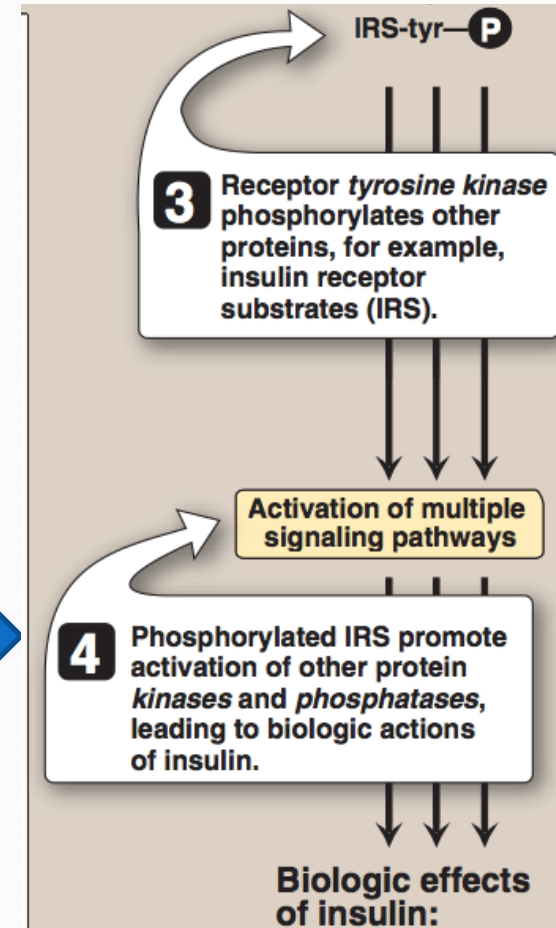 IRS-tyr—P
3
Receptor tyrosine kinase
phosphorylates other
proteins, for example,
insulin receptor
substrates (IRS).
Activation of multiple
signaling pathways
4
Phosphorylated IRS promote
activation of other protein
kinases and phosphatases,
leading to biologic actions
of insulin.
Biologic effects
of insulin: